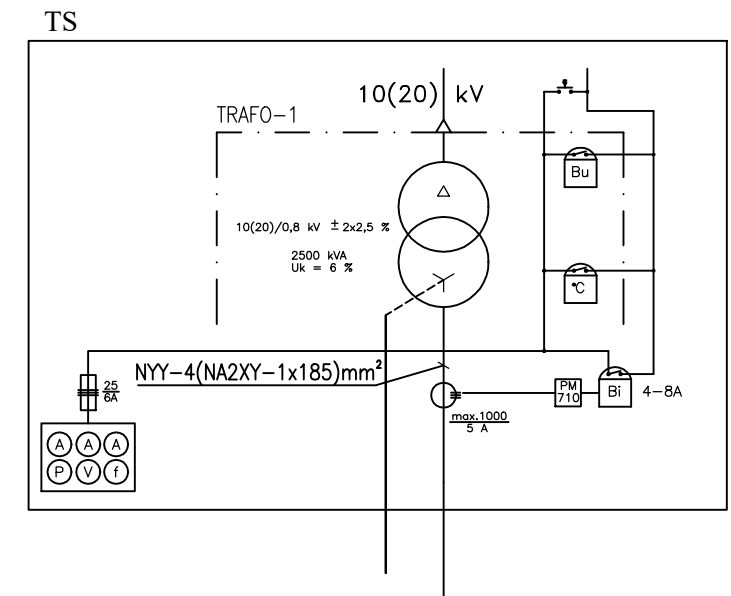 TS
10(20) kV
TRAFO-1
Bu
10(20)/0,8 kV ± 2x2,5 %
2500 kVA
Uk = 6 %
°C
NYY-4(NA2XY-1x185)mm²
25
6A
PM
710
Bi
4-8A
max.1000
5 A
A A A
P V f